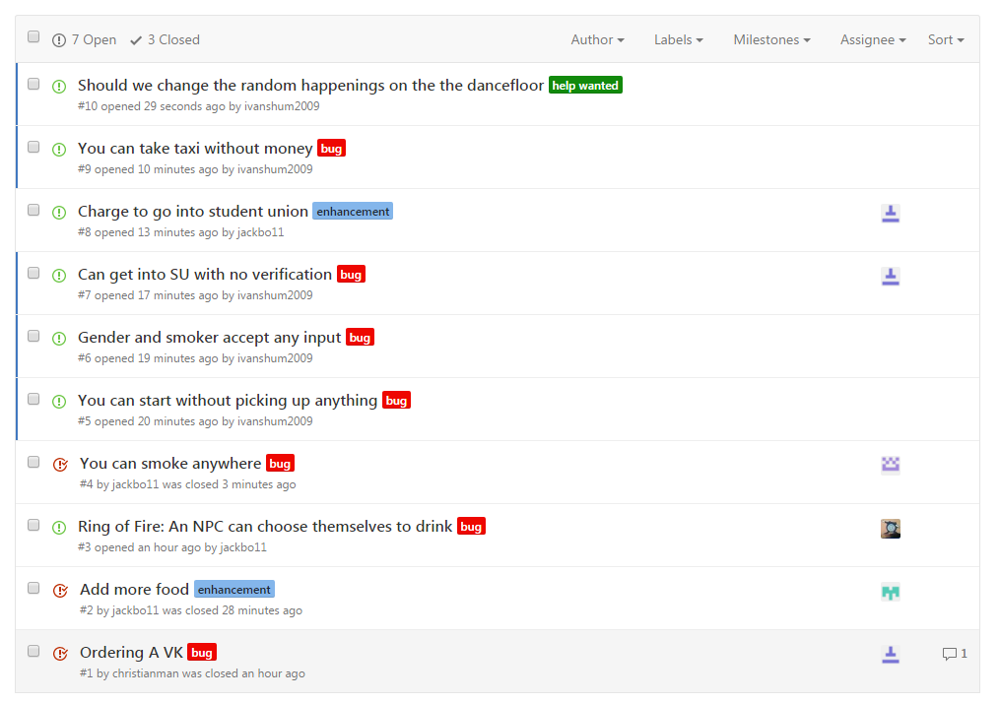 7 Open 3 Closed Author Labels Milestones Assignee Sort
Should we change the random happenings on the the dancefloor help wanted
#10 opened 29 seconds ago by ivanshum2009
You can take taxi without money bug
#9 opened 10 minutes ago by ivanshum2009
Charge to go into student union enhancement
#8 opened 13 minutes ago by jackbo11
Can get into SU with no verification bug
#7 opened 17 minutes ago by ivanshum2009
Gender and smoker accept any input bug
#6 opened 19 minutes ago by ivanshum2009
You can start without picking up anything bug
#5 opened 20 minutes ago by ivanshum2009
You can smoke anywhere bug
#4 by jackbo11 was closed 3 minutes ago
Ring of Fire: An NPC can choose themselves to drink bug
#3 opened an hour ago by jackbo11
Add more food enhancement
#2 by jackbo11 was closed 28 minutes ago
Ordering A VK bug 1
#1 by christianman was closed an hour ago